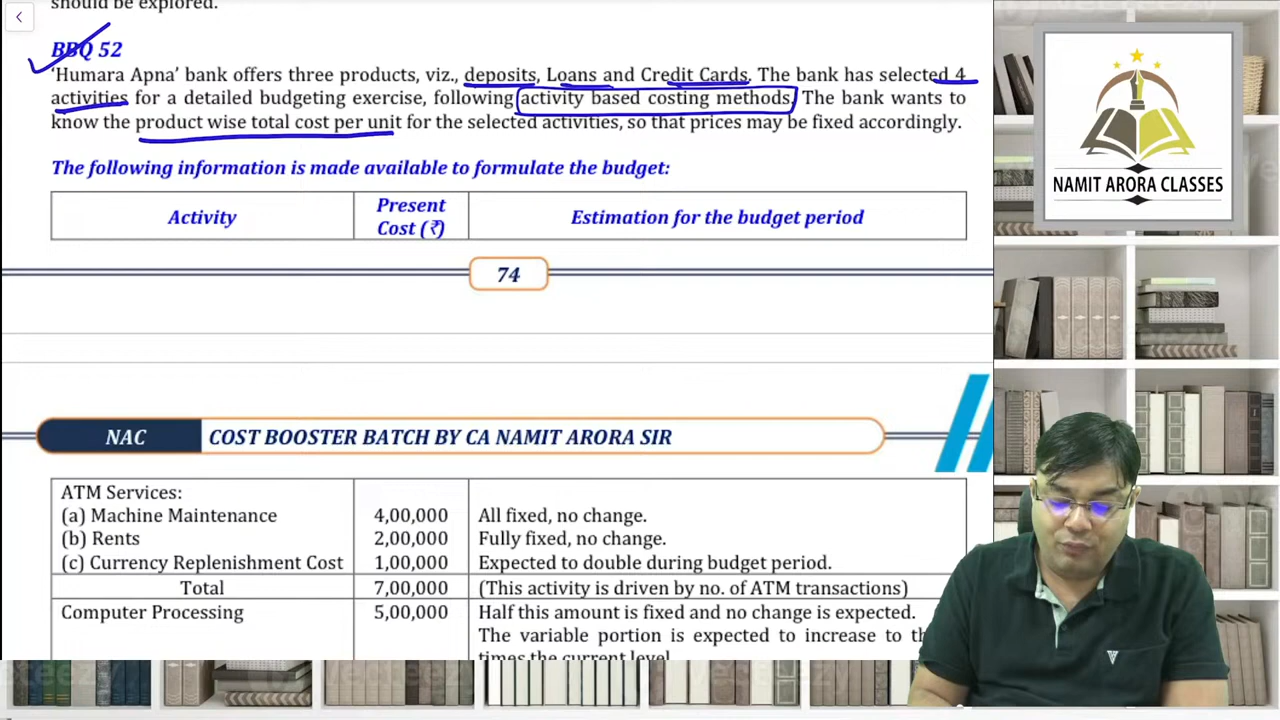 should be explored.
BBQ 52
'Humara Apna' bank offers three products, viz., deposits, Loans and Credit Cards. The bank has selected 4
activities for a detailed budgeting exercise, following activity based costing methods. The bank wants to
know the product wise total cost per unit for the selected activities, so that prices may be fixed accordingly.
The following information is made available to formulate the budget:
Activity Present Cost (₹) Estimation for the budget period
74
NAC COST BOOSTER BATCH BY CA NAMIT ARORA SIR
ATM Services:
(a) Machine Maintenance 4,00,000 All fixed, no change.
(b) Rents 2,00,000 Fully fixed, no change.
(c) Currency Replenishment Cost 1,00,000 Expected to double during budget period.
Total 7,00,000 (This activity is driven by no. of ATM transactions)
Computer Processing 5,00,000 Half this amount is fixed and no change is expected.
The variable portion is expected to increase to
times the current level
NAMIT ARORA CLASSES